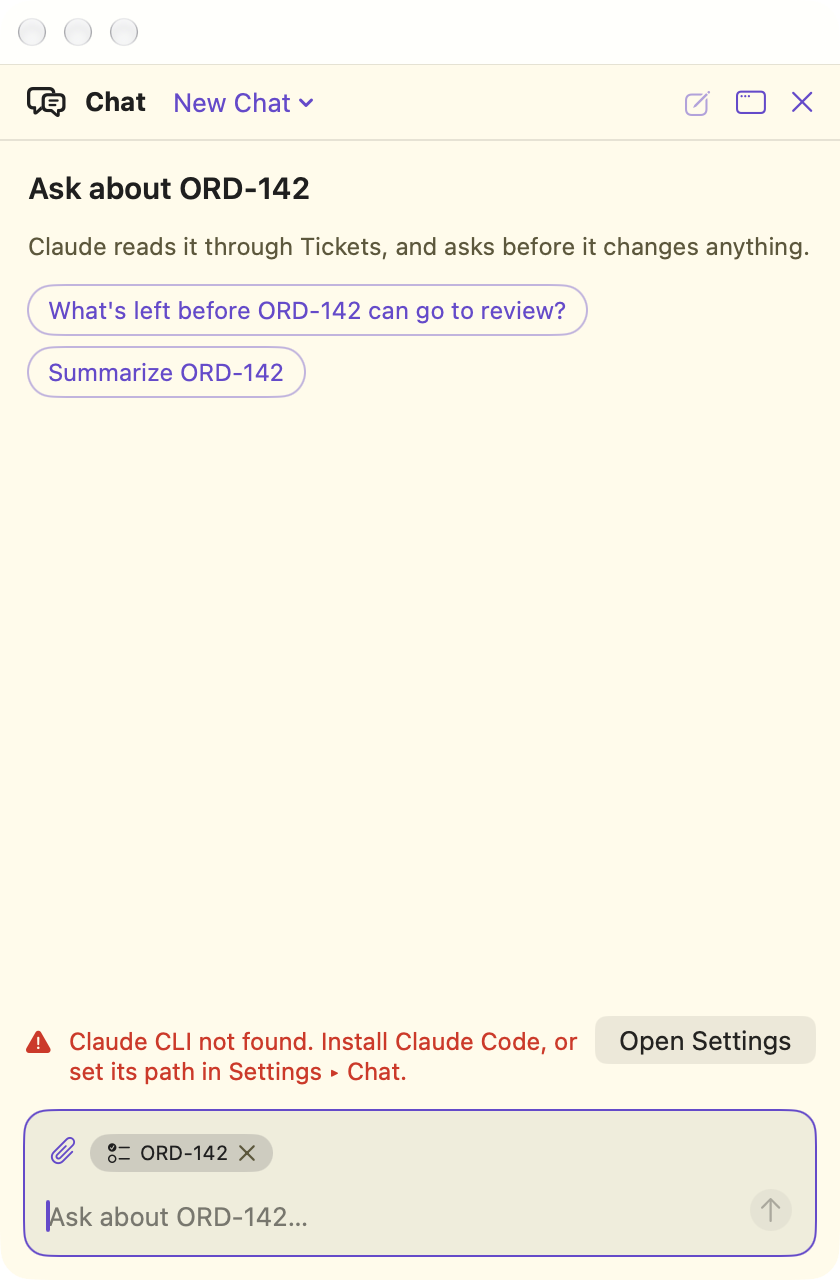 Chat New Chat
Ask about ORD-142
Claude reads it through Tickets, and asks before it changes anything.
What's left before ORD-142 can go to review?
Summarize ORD-142
Claude CLI not found. Install Claude Code, or
set its path in Settings ▸ Chat.
Open Settings
ORD-142
Ask about ORD-142...